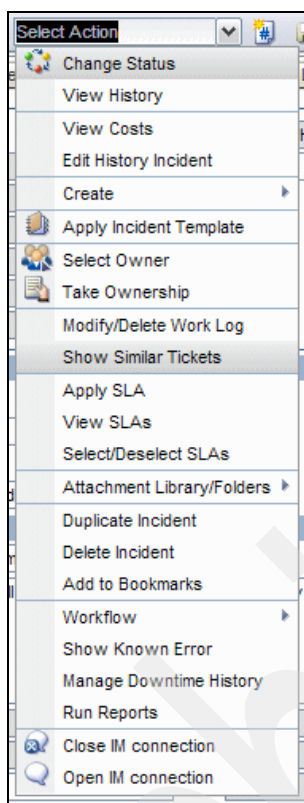 Select Action
Change Status
View History
View Costs
Edit History Incident
Create
Apply Incident Template
Select Owner
Take Ownership
Modify/Delete Work Log
Show Similar Tickets
Apply SLA
View SLAs
Select/Deselect SLAs
Attachment Library/Folders
Duplicate Incident
Delete Incident
Add to Bookmarks
Workflow
Show Known Error
Manage Downtime History
Run Reports
Close IM connection
Open IM connection